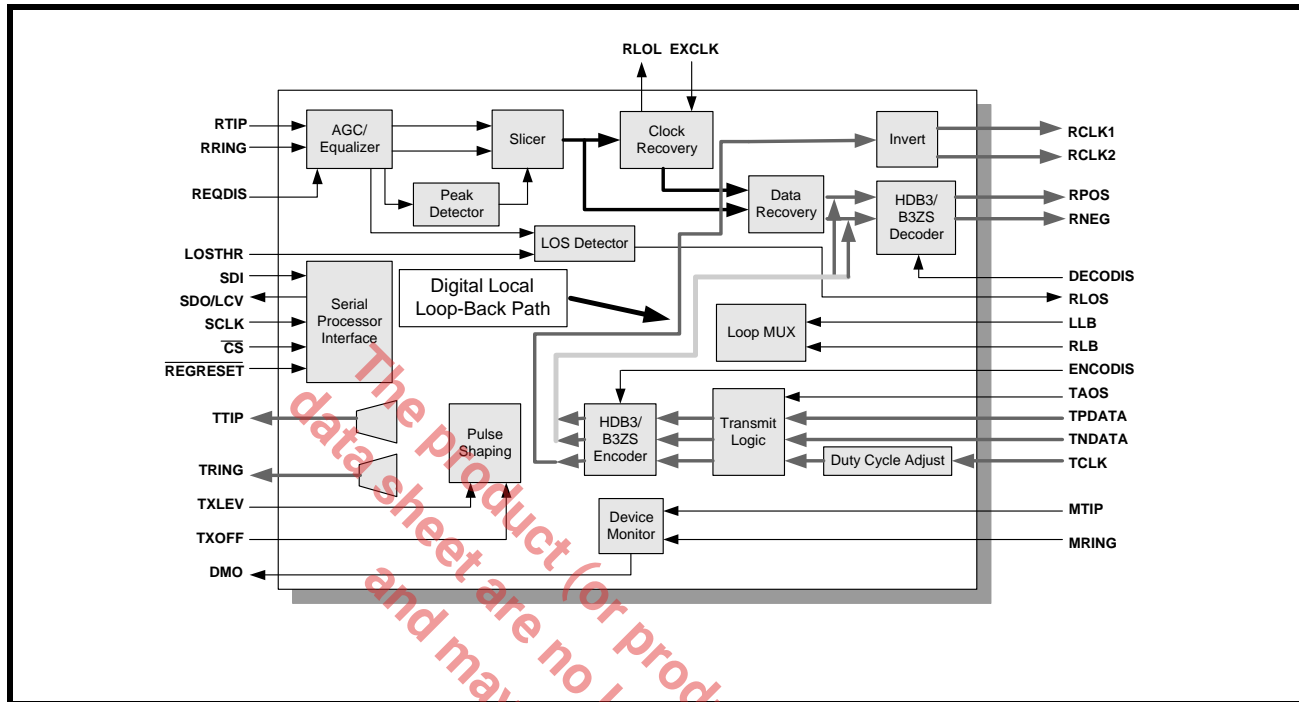 RLOL EXCLK
RTIP
RRING
REQDIS
LOSTHR
SDI
SDO/LCV
SCLK
CS
REGRESET
TTIP
TRING
TXLEV
TXOFF
DMO
AGC/
Equalizer
Slicer
Clock
Recovery
Invert
Peak
Detector
Data
Recovery
HDB3/
B3ZS
Decoder
LOS Detector
Serial
Processor
Interface
Digital Local
Loop-Back Path
Loop MUX
Pulse
Shaping
HDB3/
B3ZS
Encoder
Transmit
Logic
Duty Cycle Adjust
Device
Monitor
RCLK1
RCLK2
RPOS
RNEG
DECODIS
RLOS
LLB
RLB
ENCODIS
TAOS
TPDATA
TNDATA
TCLK
MTIP
MRING
The product (or prod
data sheet are no
and may